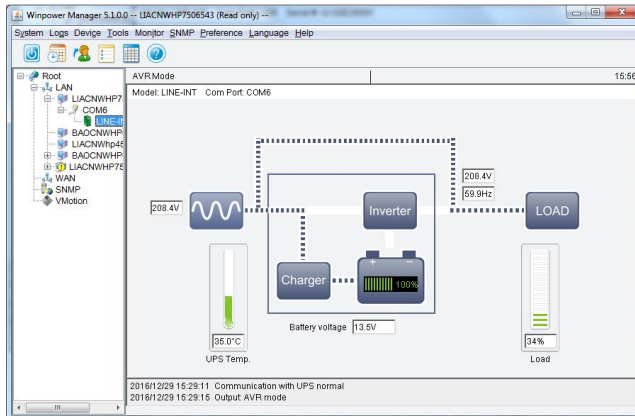 Winpower Manager 5.1.0.0 -- LIACNWHP7506543 (Read only) --
System Logs Device Tools Monitor SNMP Preference Language Help
Root
LAN
LIACNWHP7
COM6
LINE-IN
BAOCNWHP
LIACNWhp45
BAOCNWHP
LIACNWHP75
WAN
SNMP
VMotion
AVR Mode
15:56
Model: LINE-INT Com Port: COM6
208.4V
208.4V
59.9Hz
Inverter
LOAD
Charger
+ −
100%
Battery voltage 13.5V
35.0°C
UPS Temp.
34%
Load
2016/12/29 15:29:11 Communication with UPS normal
2016/12/29 15:29:15 Output: AVR mode